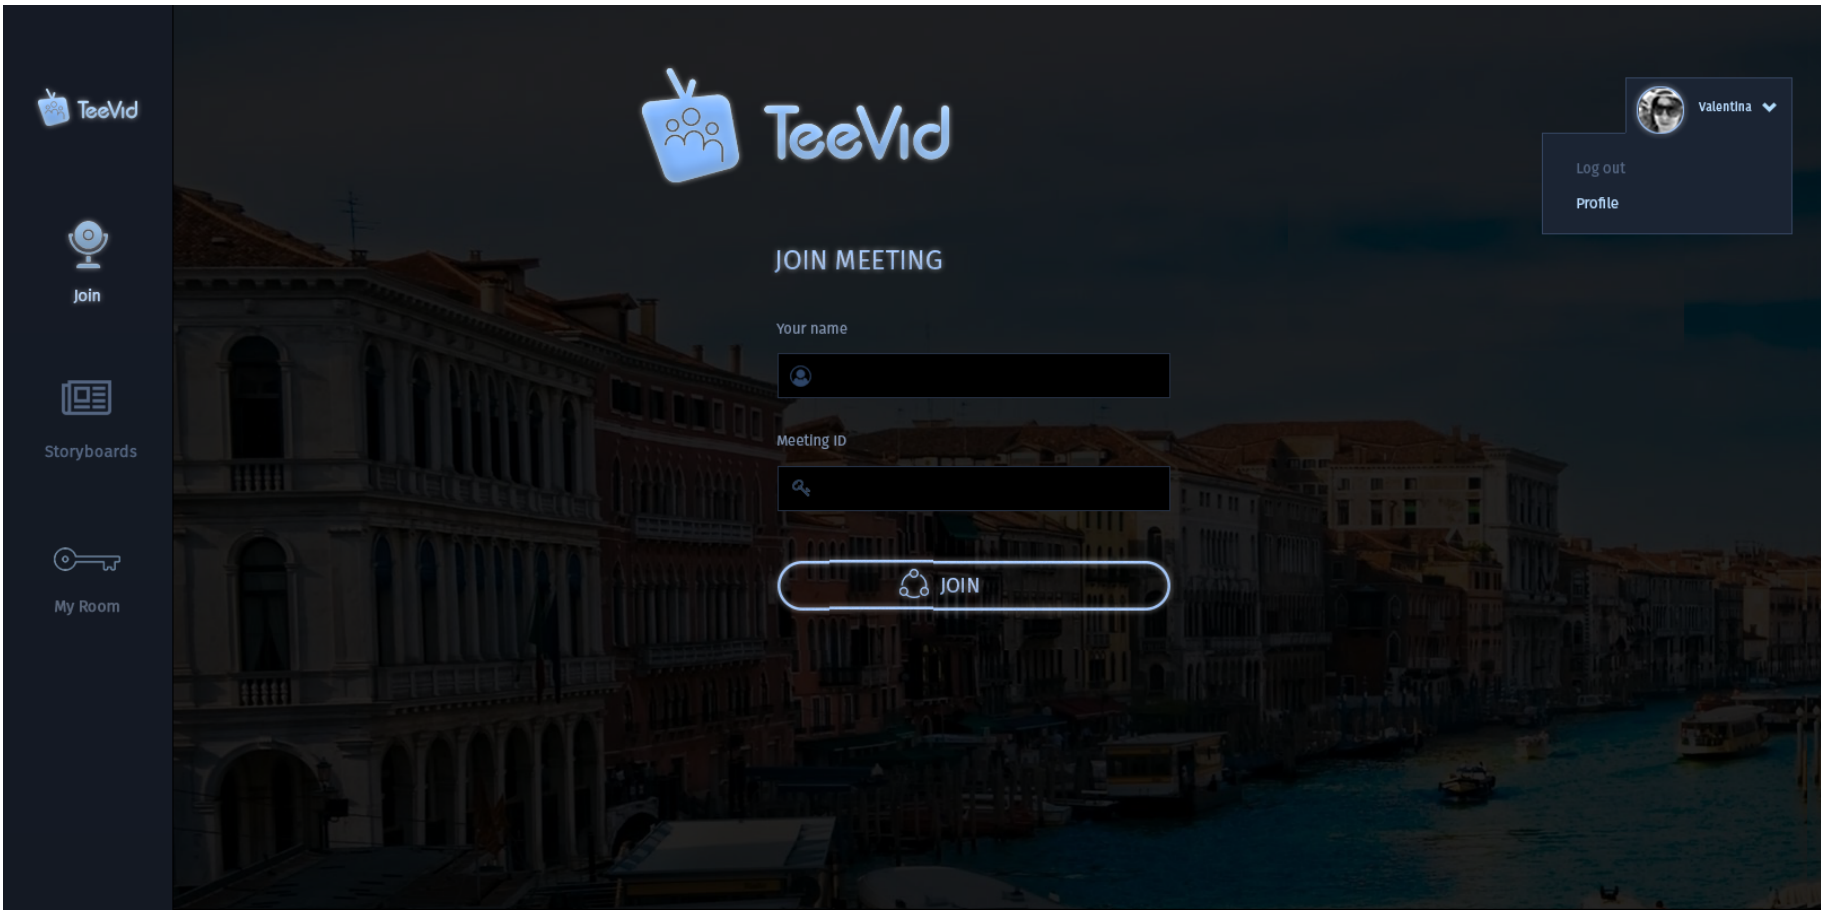 TeeVid
Join
Storyboards
My Room
TeeVid
JOIN MEETING
Your name
Meeting ID
JOIN
Valentina
Log out
Profile